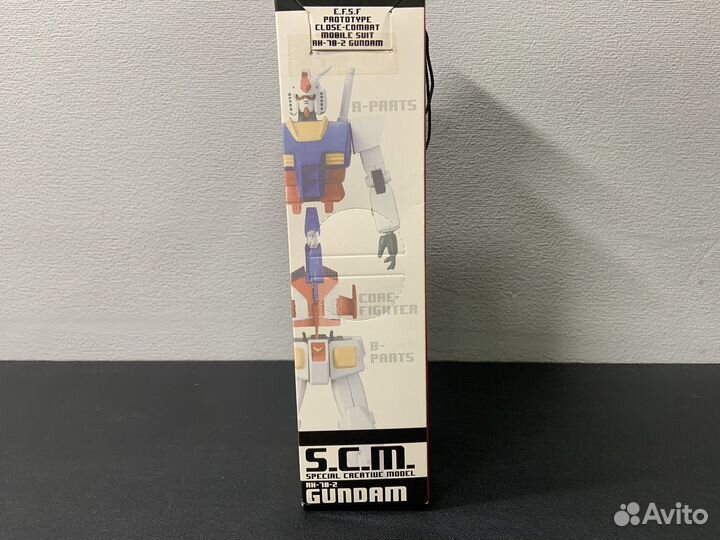 E.F.S.F
PROTOTYPE
CLOSE-COMBAT
MOBILE SUIT
RX-78-2 GUNDAM
A-PARTS
CORE
FIGHTER
B-
PARTS
S.C.M.
SPECIAL CREATIVE MODEL
RX-78-2
GUNDAM
Avito